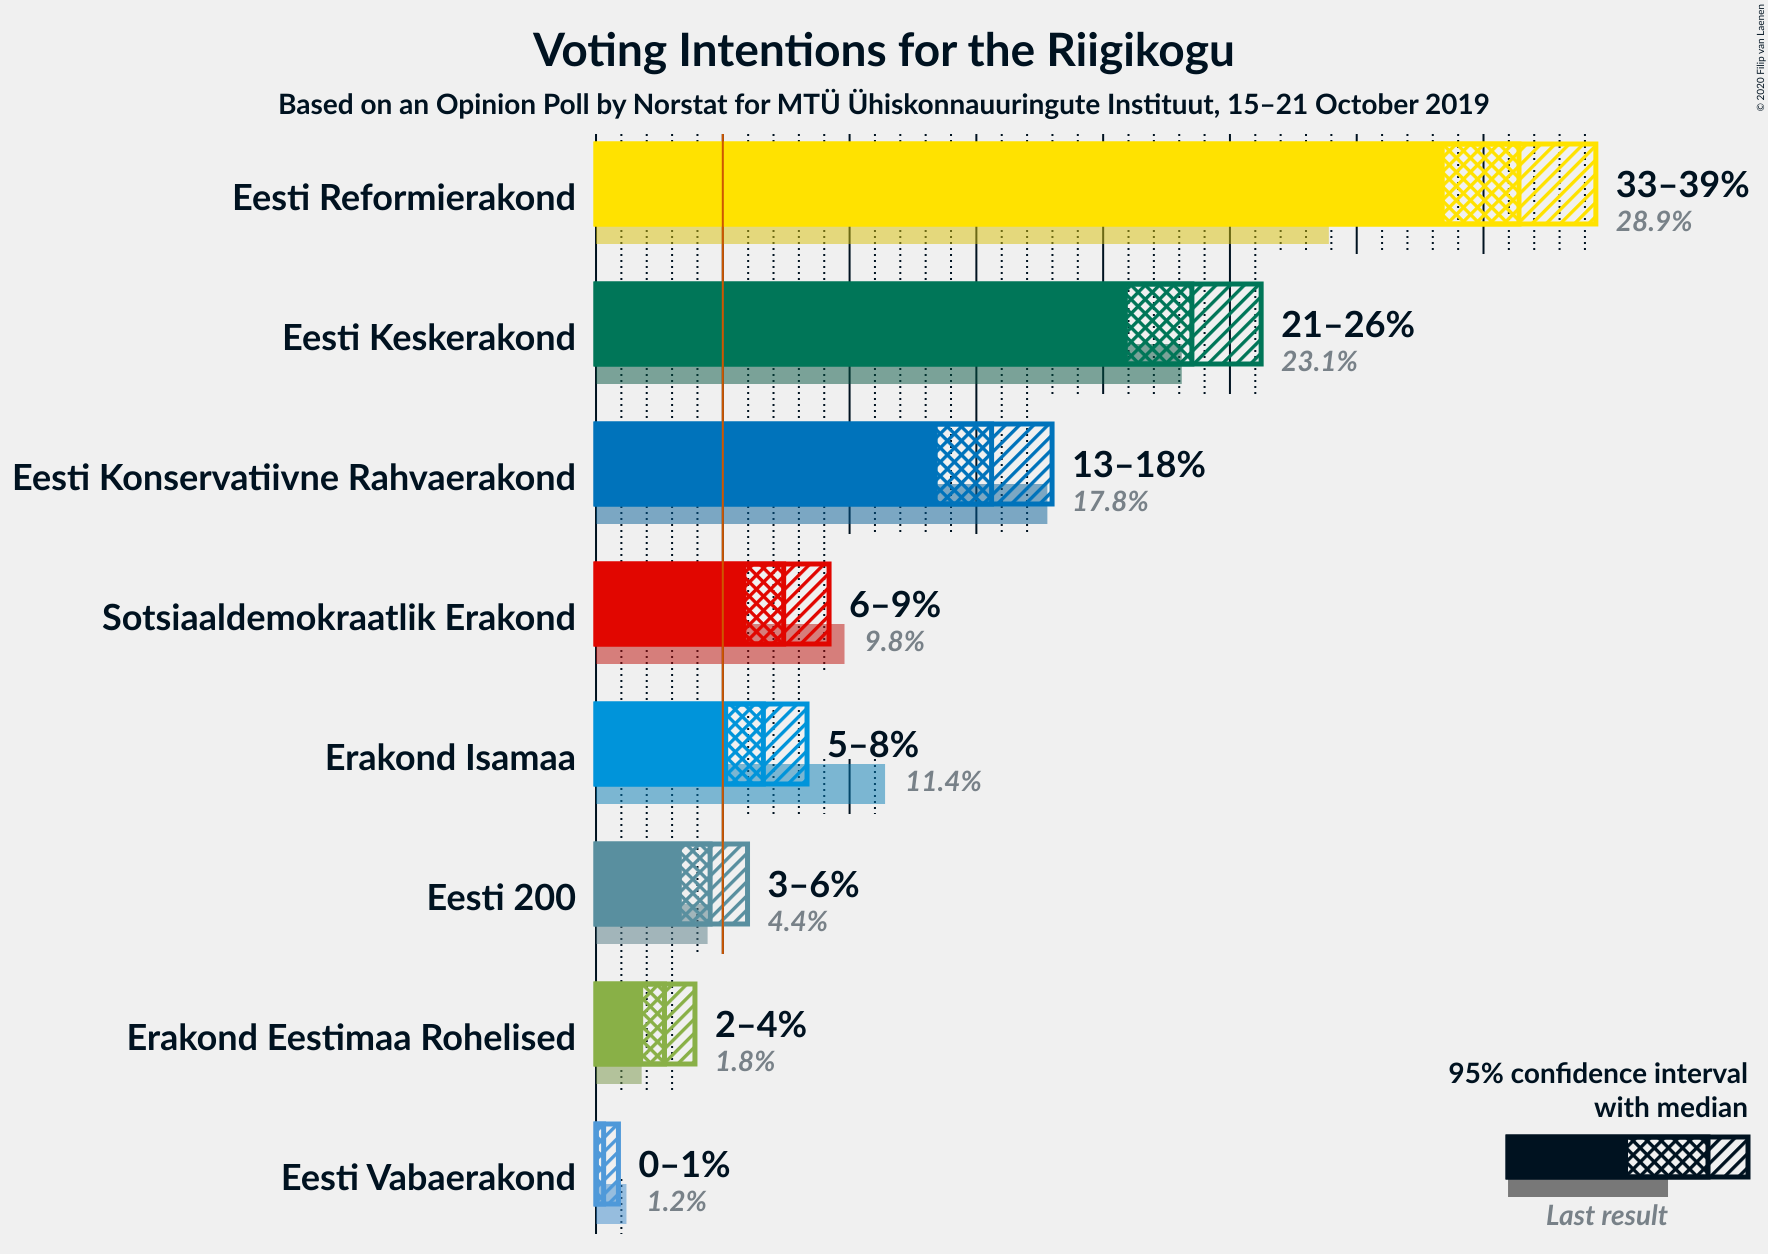 Voting Intentions for the Riigikogu
Based on an Opinion Poll by Norstat for MTÜ Ühiskonnauuringute Instituut, 15–21 October 2019
© 2020 Filip van Laenen
Eesti Reformierakond
33–39%
28.9%
Eesti Keskerakond
21–26%
23.1%
Eesti Konservatiivne Rahvaerakond
13–18%
17.8%
Sotsiaaldemokraatlik Erakond
6–9%
9.8%
Erakond Isamaa
5–8%
11.4%
Eesti 200
3–6%
4.4%
Erakond Eestimaa Rohelised
2–4%
1.8%
Eesti Vabaerakond
0–1%
1.2%
95% confidence interval
with median
Last result